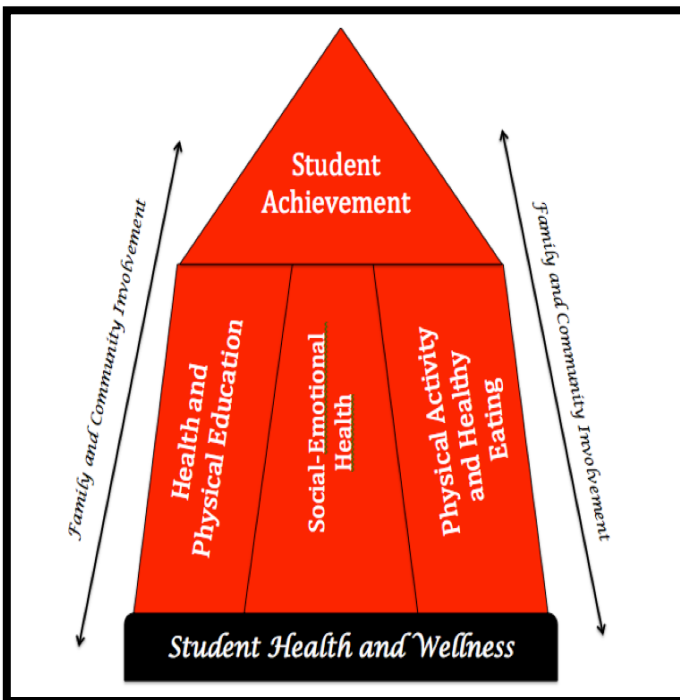 Student
Achievement
Family and Community Involvement
Health and
Physical Education
Social-Emotional
Health
Physical Activity
and Healthy
Eating
Family and Community Involvement
Student Health and Wellness